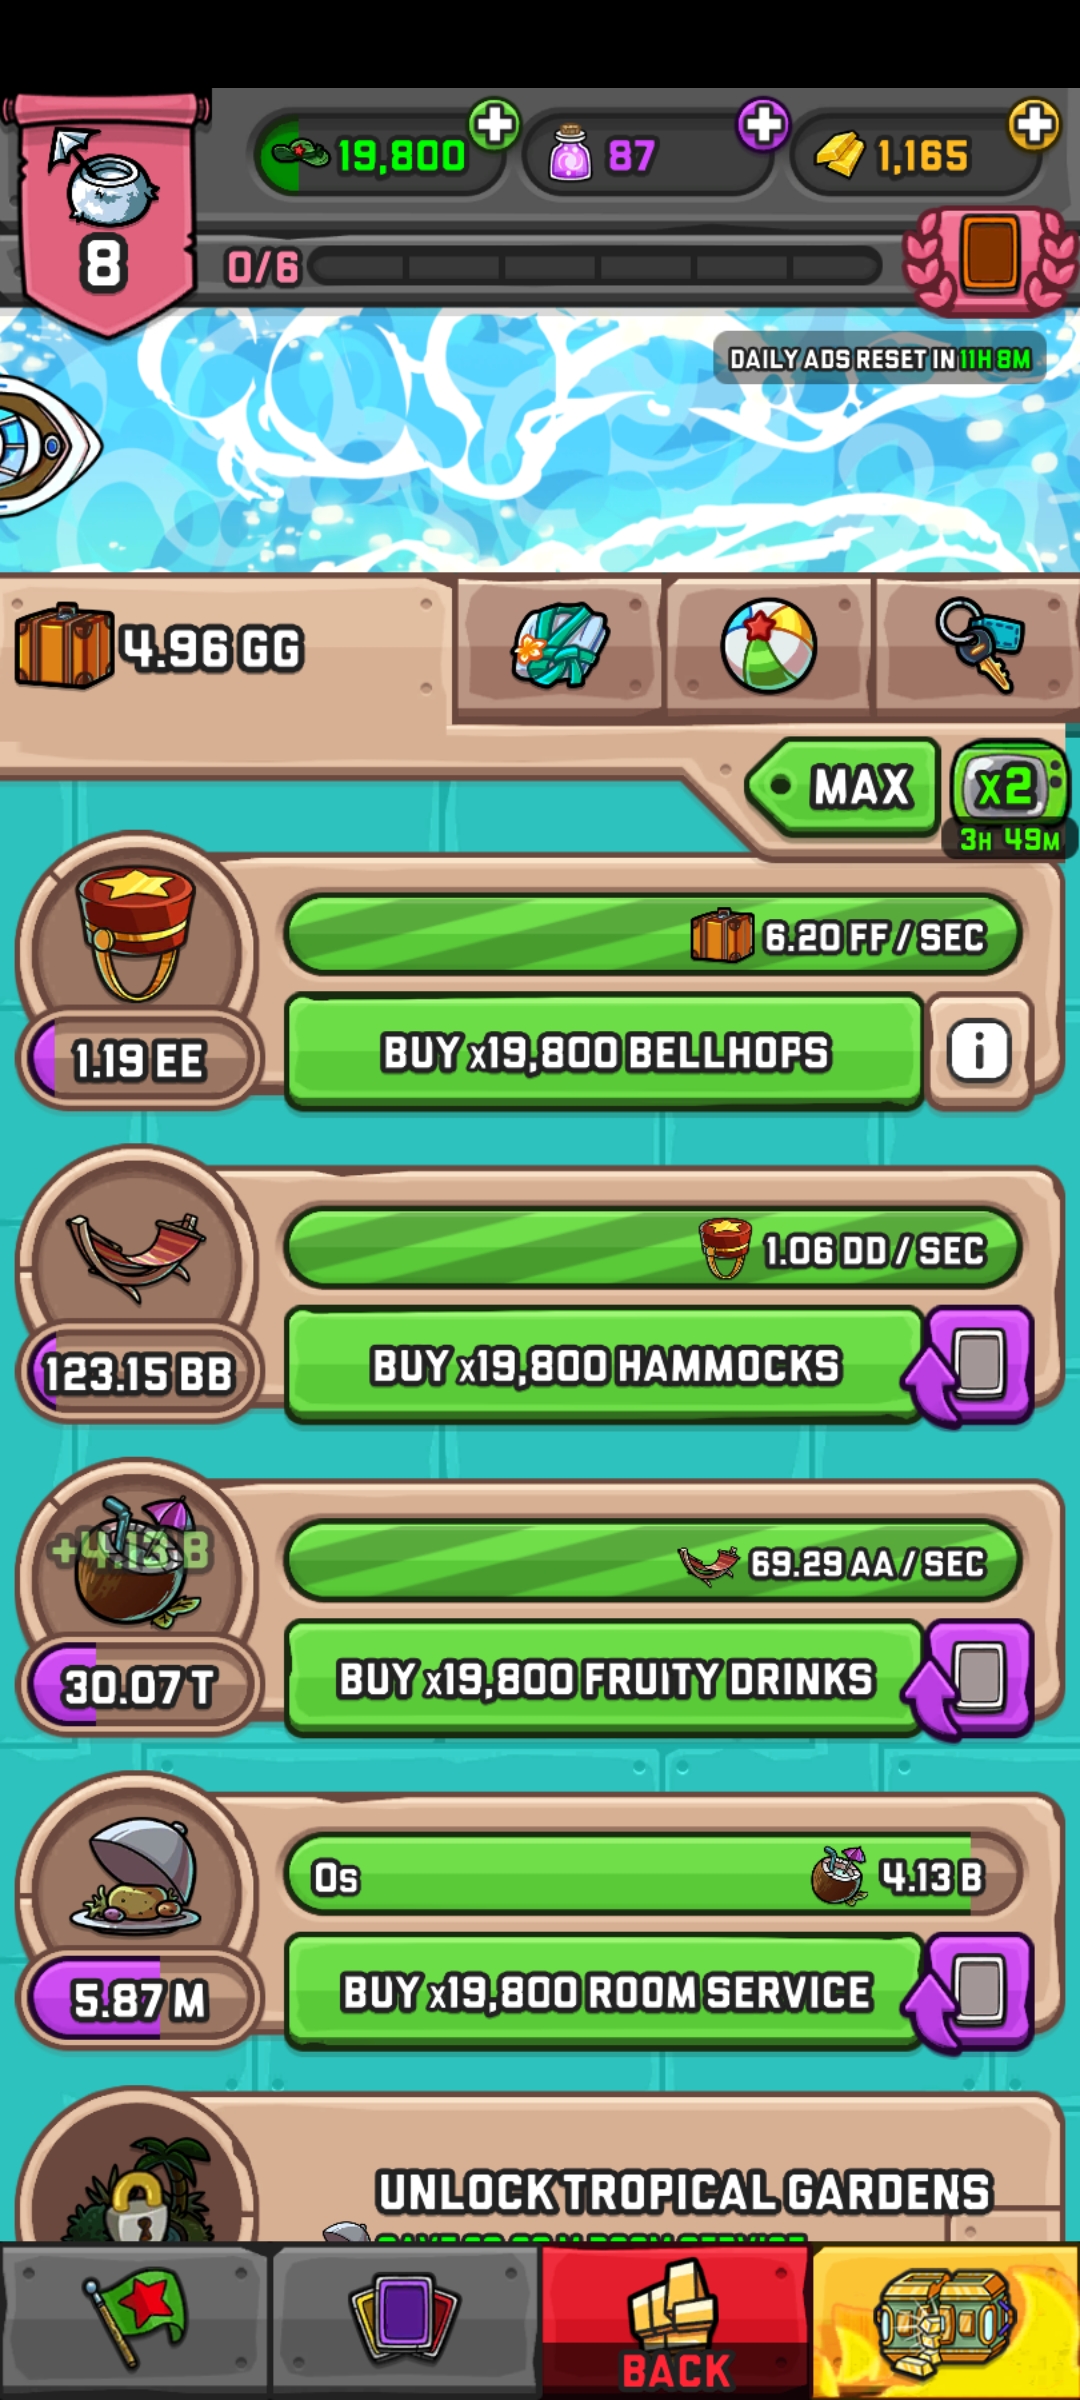 19,800
87
1,165
8
0/6
DAILY ADS RESET IN 11H 8M
4.96 GG
MAX
x2
3H 49M
6.20 FF / SEC
1.19 EE
BUY x19,800 BELLHOPS
i
1.06 DD / SEC
123.15 BB
BUY x19,800 HAMMOCKS
+4.13 B
69.29 AA / SEC
30.07 T
BUY x19,800 FRUITY DRINKS
0s
4.13 B
5.87 M
BUY x19,800 ROOM SERVICE
UNLOCK TROPICAL GARDENS
BACK